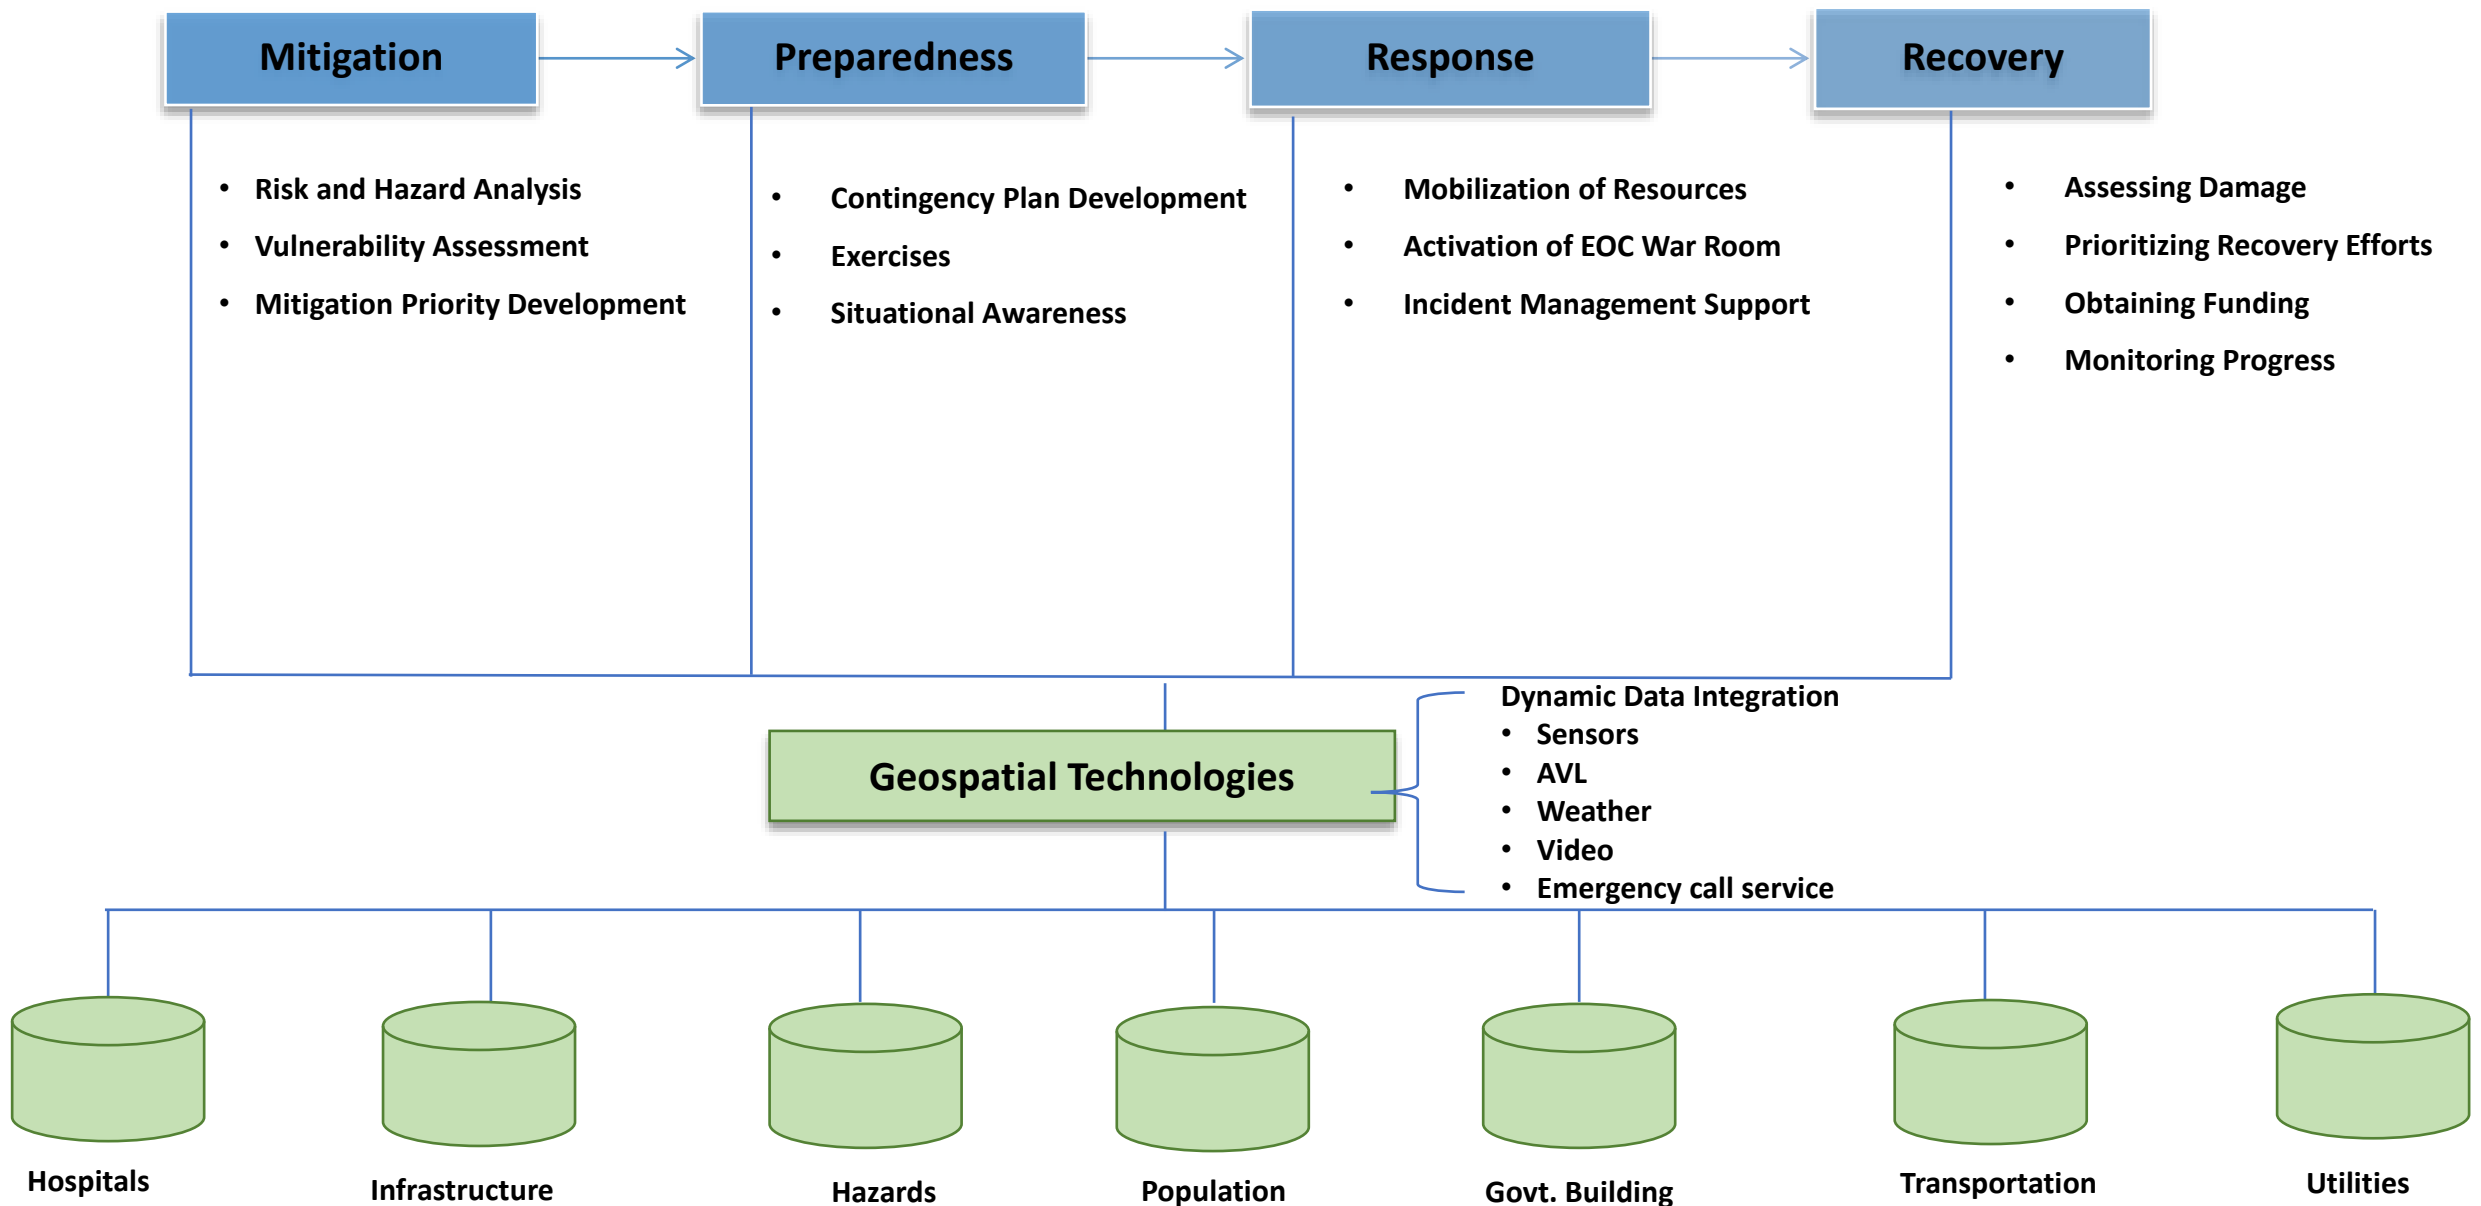 Mitigation
Preparedness
Response
Recovery
• Risk and Hazard Analysis
• Vulnerability Assessment
• Mitigation Priority Development
• Contingency Plan Development
• Exercises
• Situational Awareness
• Mobilization of Resources
• Activation of EOC War Room
• Incident Management Support
• Assessing Damage
• Prioritizing Recovery Efforts
• Obtaining Funding
• Monitoring Progress
Geospatial Technologies
Dynamic Data Integration
• Sensors
• AVL
• Weather
• Video
• Emergency call service
Hospitals
Infrastructure
Hazards
Population
Govt. Building
Transportation
Utilities